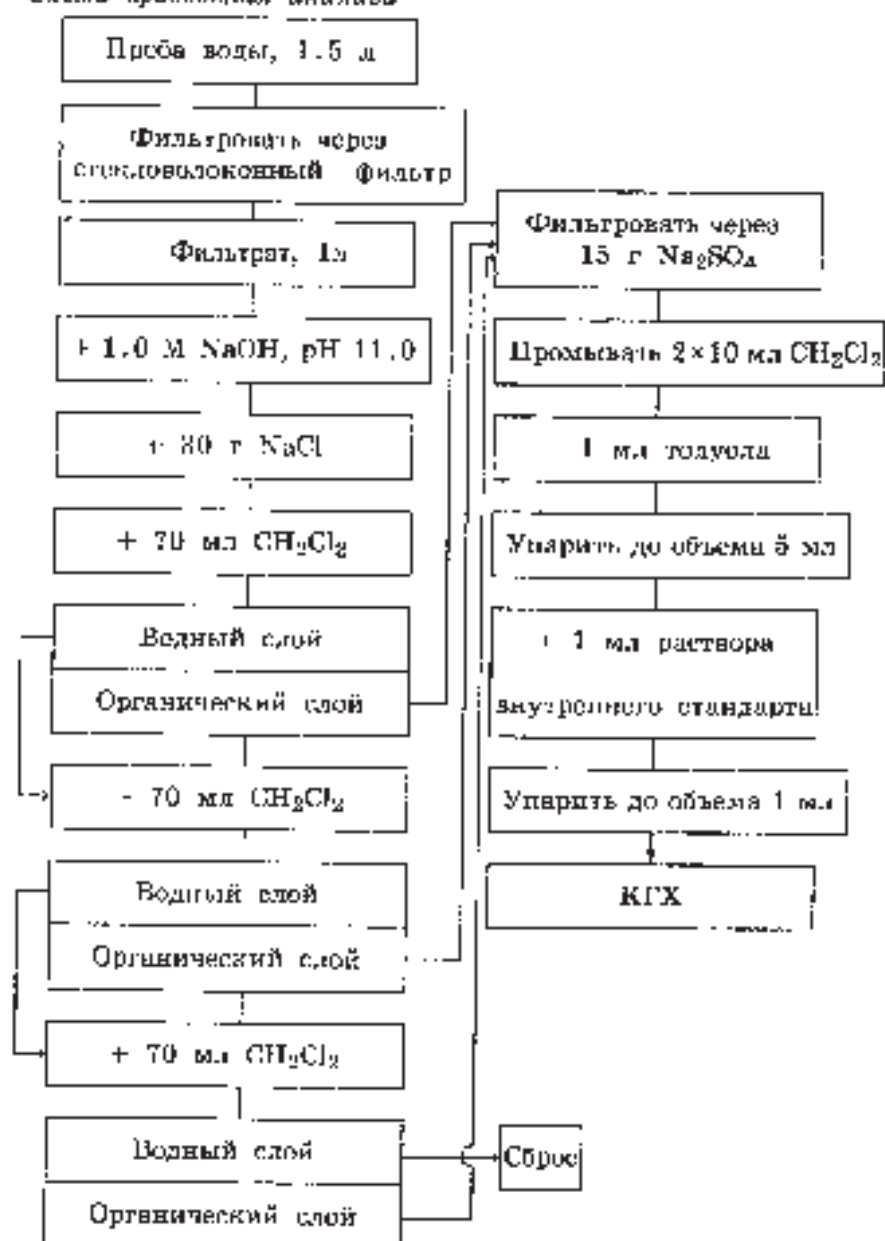 Схема проведения анализа
Проба воды, 1.5 л
Фильтровать через
стекловолоконный фильтр
Фильтрат, 1л
+ 1.0 М NaOH, pH 11.0
+ 80 г NaCl
+ 70 мл CH₂Cl₂
Водный слой
Органический слой
- 70 мл CH₂Cl₂
Водный слой
Органический слой
+ 70 мл CH₂Cl₂
Водный слой
Органический слой
Сброс
Фильтровать через
15 г Na₂SO₄
Промывать 2×10 мл CH₂Cl₂
1 мл толуола
Упарить до объема 5 мл
+ 1 мл раствора
внутреннего стандарта
Упарить до объема 1 мл
КГХ